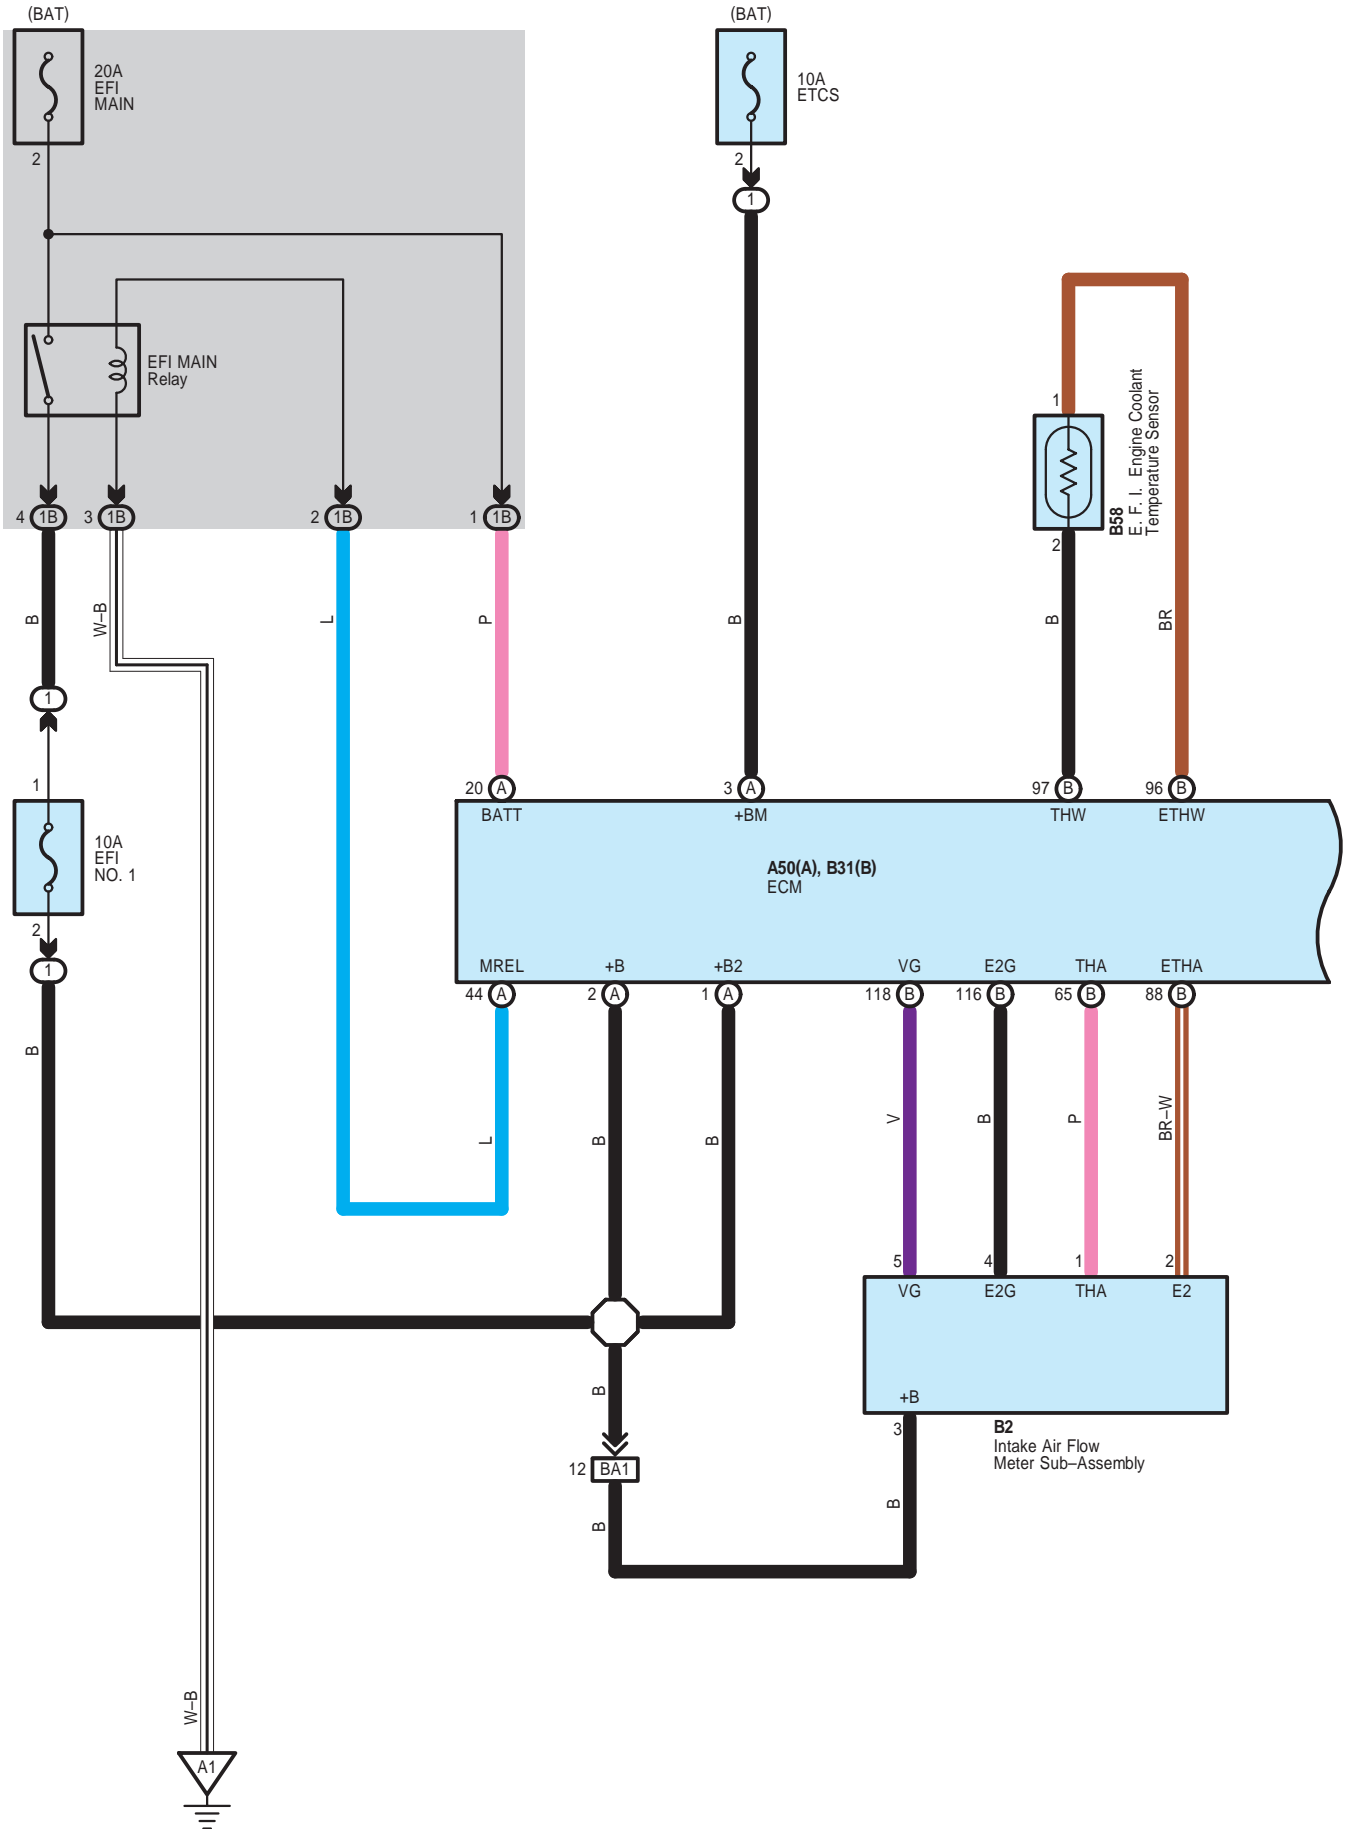 (BAT)
(BAT)
20A
EFI
MAIN
10A
ETCS
2
2
1
EFI MAIN
Relay
1
E. F. I. Engine Coolant
Temperature Sensor
B58
2
4 1B
3 1B
2 1B
1 1B
B
W–B
L
P
B
B
BR
1
1
20 A
3 A
97 B
96 B
BATT
+BM
THW
ETHW
10A
EFI
NO. 1
A50(A), B31(B)
ECM
2
1
MREL
+B
+B2
VG
E2G
THA
ETHA
44 A
2 A
1 A
118 B
116 B
65 B
88 B
B
L
B
B
V
B
P
BR–W
5
4
1
2
VG
E2G
THA
E2
B
+B
3
B2
Intake Air Flow
Meter Sub–Assembly
12 BA1
B
B
W–B
A1